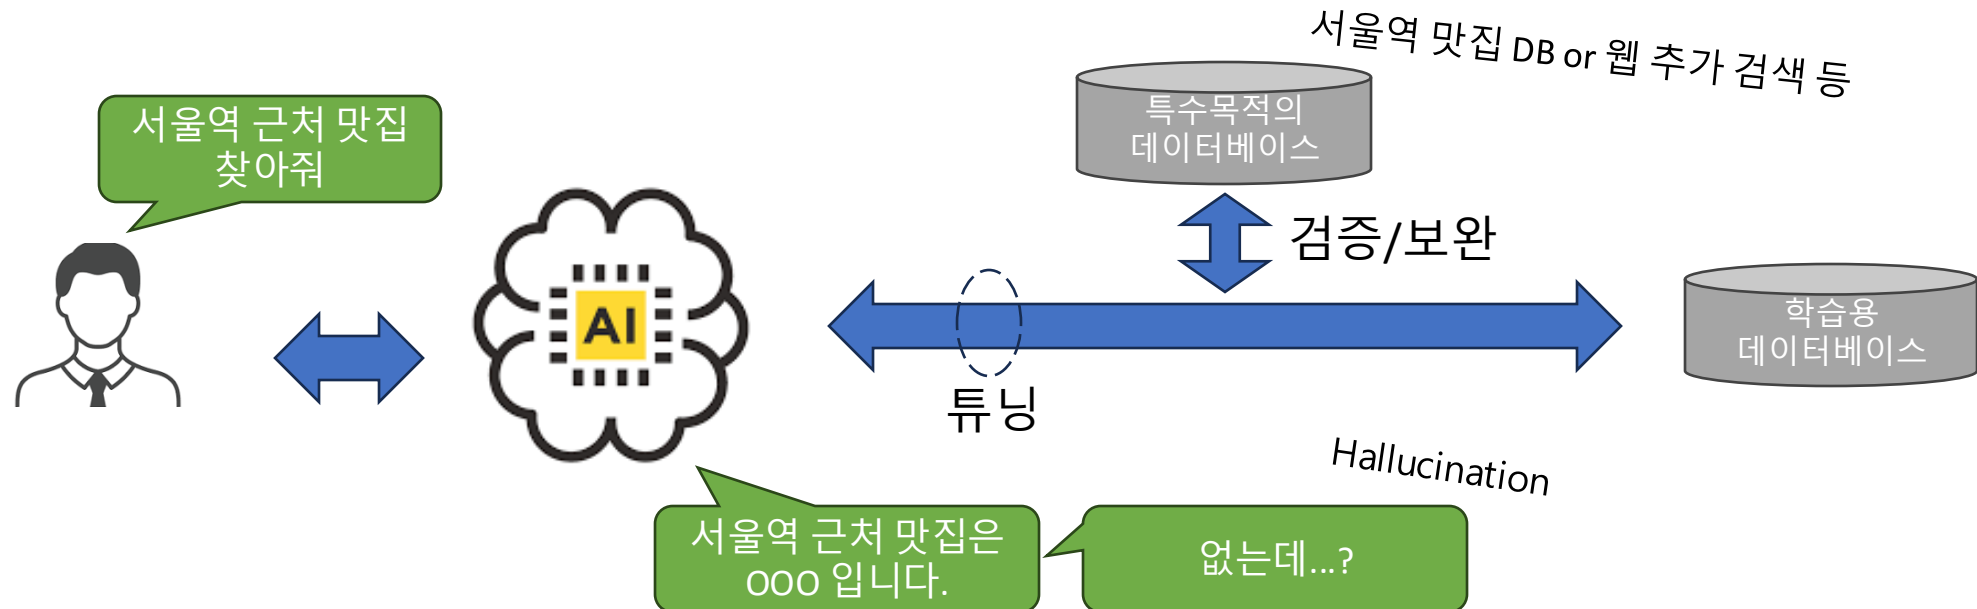 서울역 맛집 DB or 웹 추가 검색 등
서울역 근처 맛집
찾아줘
특수목적의
데이터베이스
검증/보완
AI
학습용
데이터베이스
튜닝
Hallucination
서울역 근처 맛집은
OOO 입니다.
없는데...?